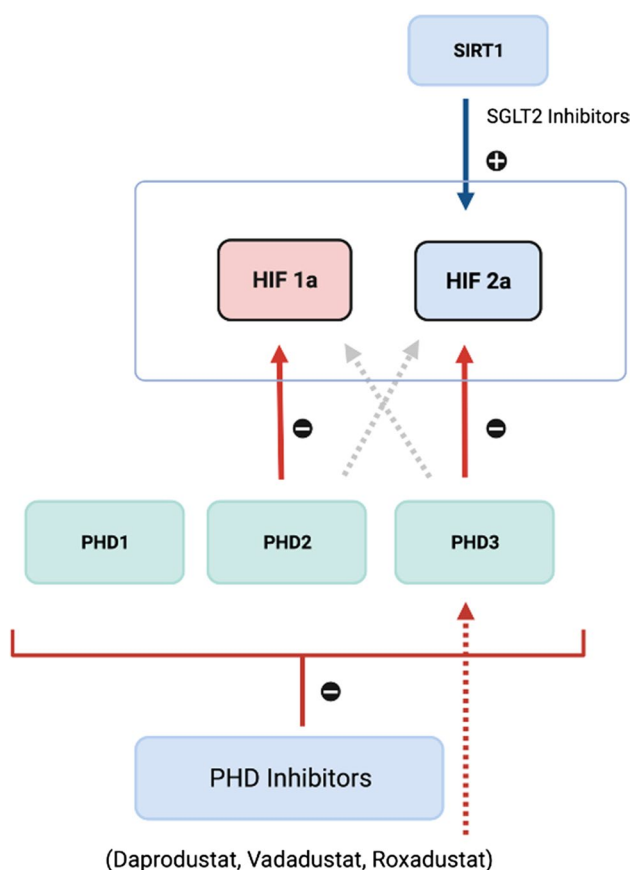 SIRT1
SGLT2 Inhibitors
HIF 1a
HIF 2a
PHD1
PHD2
PHD3
PHD Inhibitors
(Daprodustat, Vadadustat, Roxadustat)